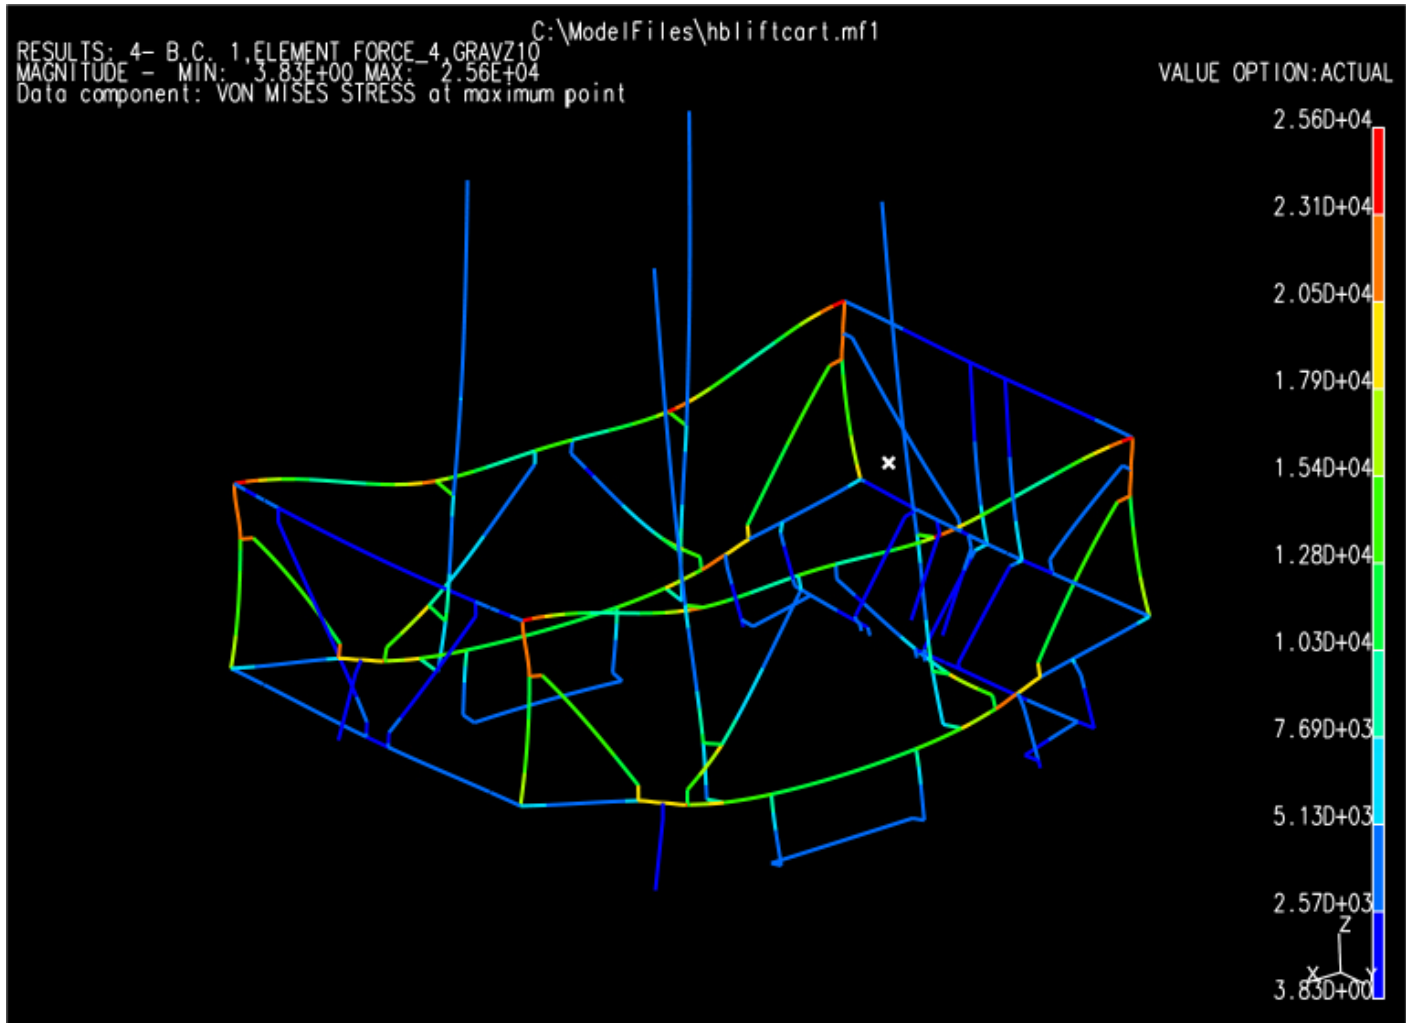 C:\ModelFiles\hbliftcart.mf1
RESULTS: 4- B.C. 1,ELEMENT FORCE_4,GRAVZ10
MAGNITUDE - MIN: 3.83E+00 MAX: 2.56E+04
VALUE OPTION:ACTUAL
Data component: VON MISES STRESS at maximum point
2.56D+04
2.31D+04
2.05D+04
1.79D+04
1.54D+04
1.28D+04
1.03D+04
7.69D+03
5.13D+03
2.57D+03
Z
X Y
3.83D+00